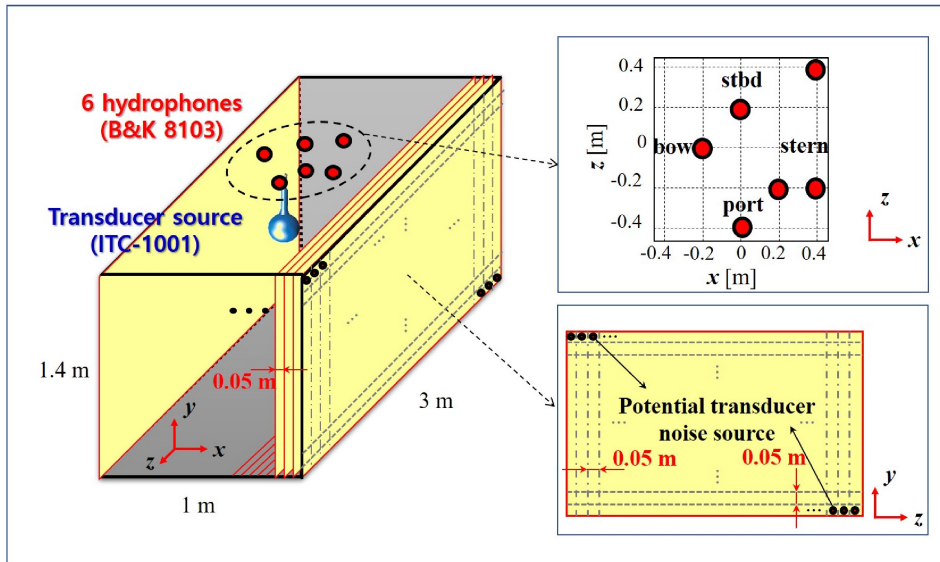 6 hydrophones
(B&K 8103)
Transducer source
(ITC-1001)
1.4 m
0.05 m
3 m
1 m
y
x
z
0.4
0.2
0
-0.2
-0.4
z [m]
stbd
bow
stern
port
-0.4 -0.2 0 0.2 0.4
x [m]
z
x
Potential transducer
noise source
0.05 m
0.05 m
y
z